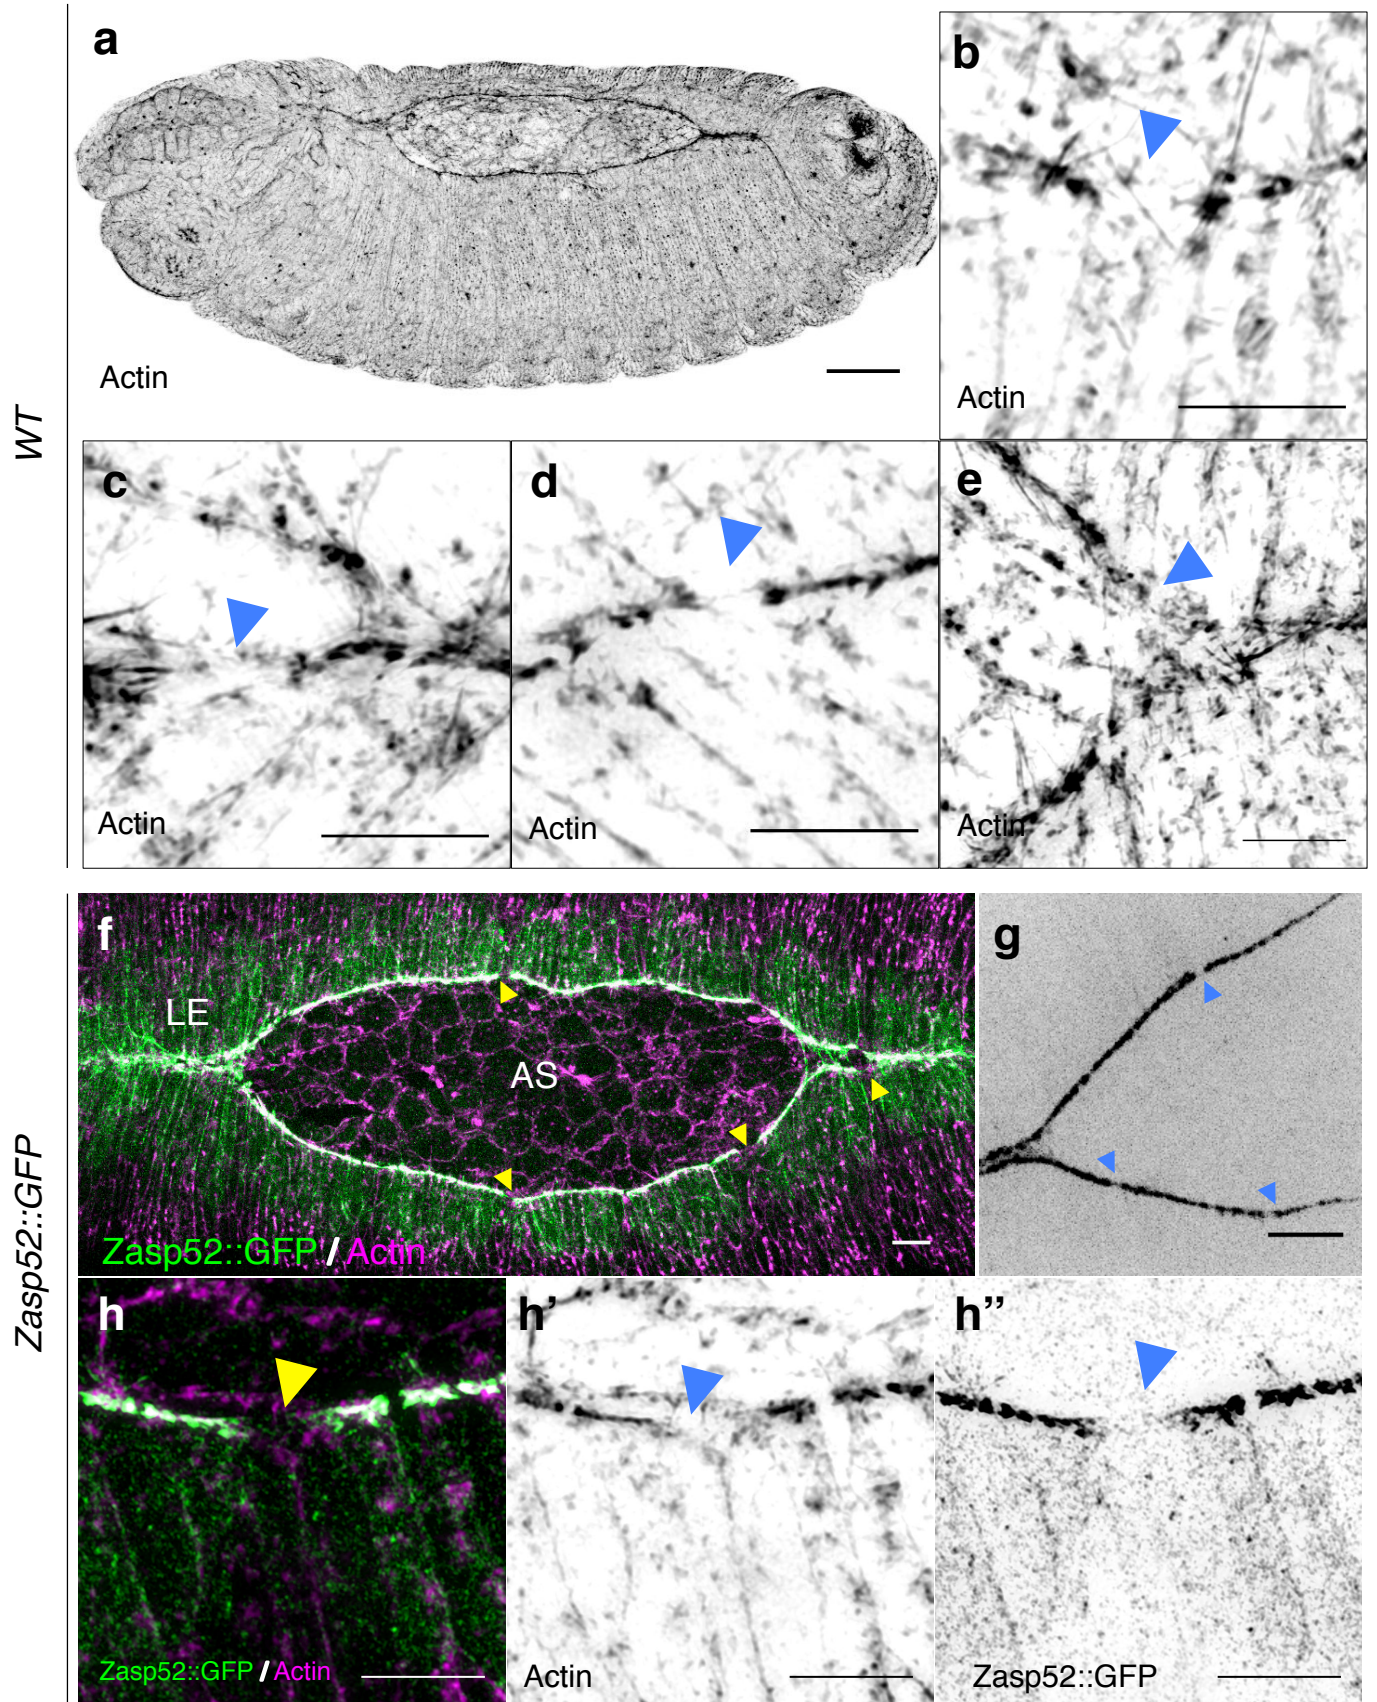 WT
a
Actin
b
Actin
c
Actin
d
Actin
e
Actin
Zasp52::GFP
f
LE
AS
Zasp52::GFP / Actin
g
h
Zasp52::GFP / Actin
h’
Actin
h”
Zasp52::GFP